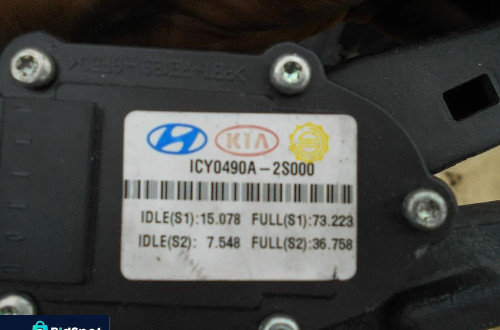 KIA
ICY0490A-2S000
IDLE(S1):15.078 FULL(S1):73.223
IDLE(S2): 7.548 FULL(S2):36.758
BidSpot